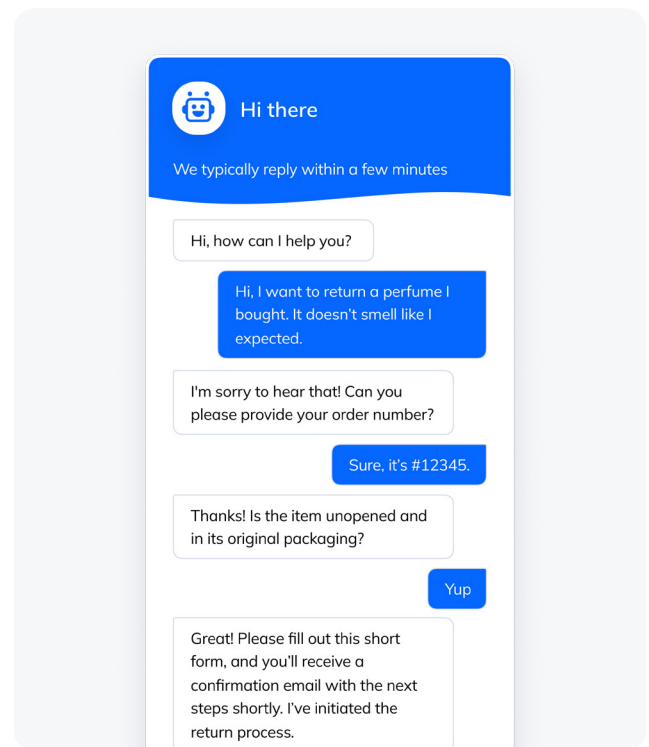 Hi there
We typically reply within a few minutes
Hi, how can I help you?
Hi, I want to return a perfume I
bought. It doesn’t smell like I
expected.
I'm sorry to hear that! Can you
please provide your order number?
Sure, it’s #12345.
Thanks! Is the item unopened and
in its original packaging?
Yup
Great! Please fill out this short
form, and you’ll receive a
confirmation email with the next
steps shortly. I’ve initiated the
return process.